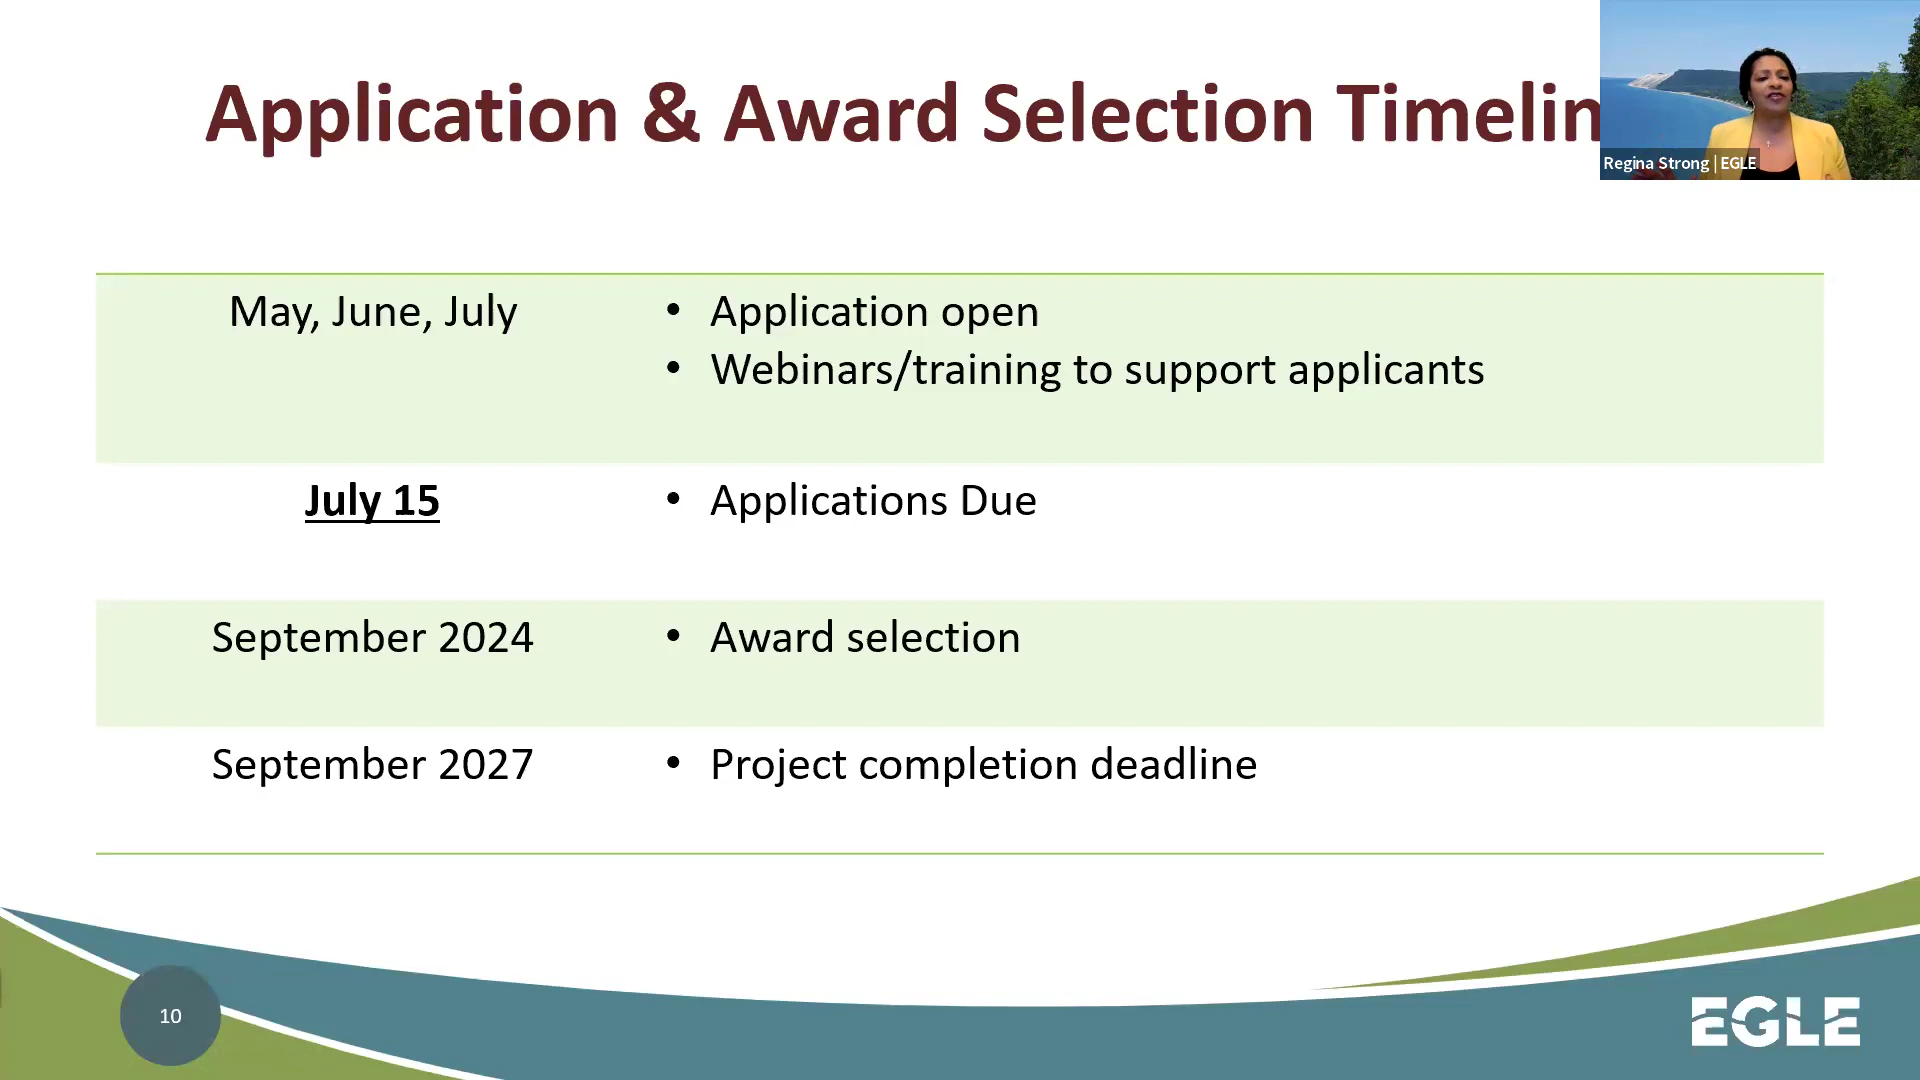 Application & Award Selection Timelin
Regina Strong | EGLE
May, June, July
• Application open
• Webinars/training to support applicants
July 15
• Applications Due
September 2024
• Award selection
September 2027
• Project completion deadline
10
EGLE